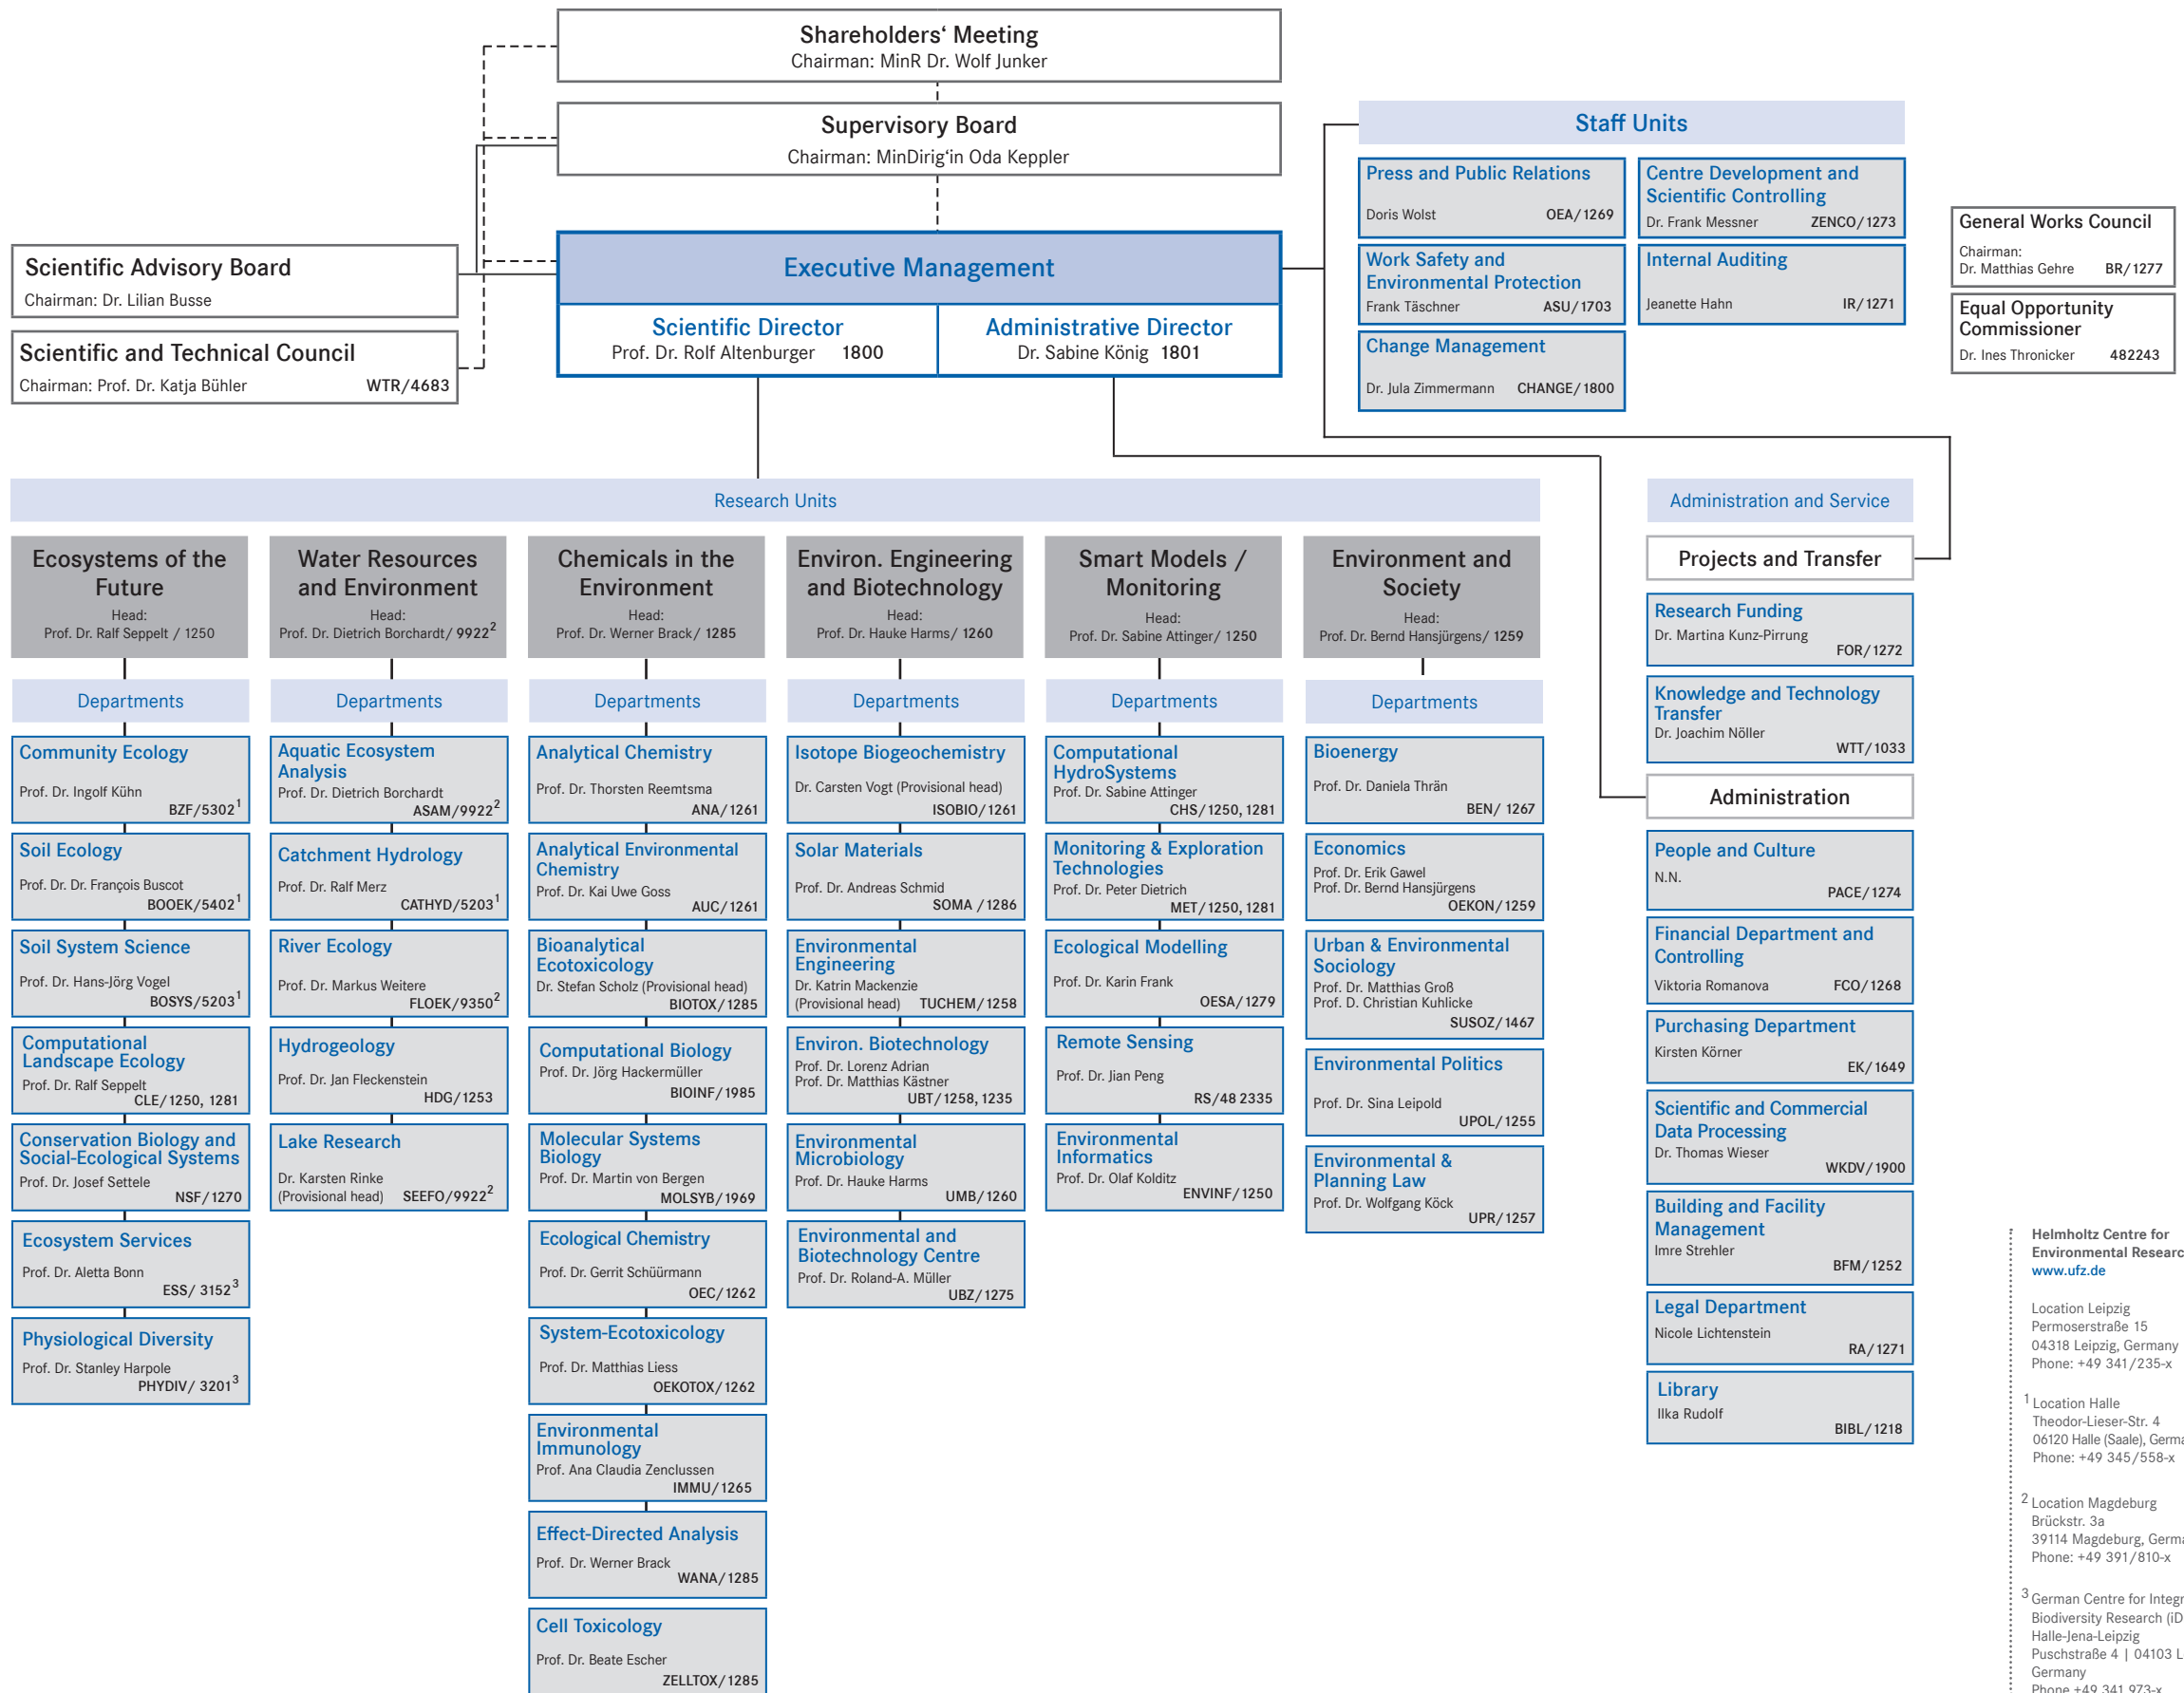 Shareholders‘ Meeting
Chairman: MinR Dr. Wolf Junker
Supervisory Board
Chairman: MinDirig‘in Oda Keppler
Executive Management
Scientific Director
Prof. Dr. Rolf Altenburger 1800
Administrative Director
Dr. Sabine König 1801
Scientific Advisory Board
Chairman: Dr. Lilian Busse
Scientific and Technical Council
Chairman: Prof. Dr. Katja Bühler WTR/4683
Staff Units
Press and Public Relations
Doris Wolst OEA/1269
Centre Development and
Scientific Controlling
Dr. Frank Messner ZENCO/1273
Work Safety and
Environmental Protection
Frank Täschner ASU/1703
Internal Auditing
Jeanette Hahn IR/1271
Change Management
Dr. Jula Zimmermann CHANGE/1800
General Works Council
Chairman:
Dr. Matthias Gehre BR/1277
Equal Opportunity
Commissioner
Dr. Ines Thronicker 482243
Research Units
Ecosystems of the
Future
Head:
Prof. Dr. Ralf Seppelt / 1250
Departments
Community Ecology
Prof. Dr. Ingolf Kühn
BZF/5302¹
Soil Ecology
Prof. Dr. Dr. François Buscot
BOOEK/5402¹
Soil System Science
Prof. Dr. Hans-Jörg Vogel
BOSYS/5203¹
Computational
Landscape Ecology
Prof. Dr. Ralf Seppelt
CLE/1250, 1281
Conservation Biology and
Social-Ecological Systems
Prof. Dr. Josef Settele
NSF/1270
Ecosystem Services
Prof. Dr. Aletta Bonn
ESS/ 3152³
Physiological Diversity
Prof. Dr. Stanley Harpole
PHYDIV/ 3201³
Water Resources
and Environment
Head:
Prof. Dr. Dietrich Borchardt/ 9922²
Departments
Aquatic Ecosystem
Analysis
Prof. Dr. Dietrich Borchardt
ASAM/9922²
Catchment Hydrology
Prof. Dr. Ralf Merz
CATHYD/5203¹
River Ecology
Prof. Dr. Markus Weitere
FLOEK/9350²
Hydrogeology
Prof. Dr. Jan Fleckenstein
HDG/1253
Lake Research
Dr. Karsten Rinke
(Provisional head) SEEFO/9922²
Chemicals in the
Environment
Head:
Prof. Dr. Werner Brack/ 1285
Departments
Analytical Chemistry
Prof. Dr. Thorsten Reemtsma
ANA/1261
Analytical Environmental
Chemistry
Prof. Dr. Kai Uwe Goss
AUC/1261
Bioanalytical
Ecotoxicology
Dr. Stefan Scholz (Provisional head)
BIOTOX/1285
Computational Biology
Prof. Dr. Jörg Hackermüller
BIOINF/1985
Molecular Systems
Biology
Prof. Dr. Martin von Bergen
MOLSYB/1969
Ecological Chemistry
Prof. Dr. Gerrit Schüürmann
OEC/1262
System-Ecotoxicology
Prof. Dr. Matthias Liess
OEKOTOX/1262
Environmental
Immunology
Prof. Ana Claudia Zenclussen
IMMU/1265
Effect-Directed Analysis
Prof. Dr. Werner Brack
WANA/1285
Cell Toxicology
Prof. Dr. Beate Escher
ZELLTOX/1285
Environ. Engineering
and Biotechnology
Head:
Prof. Dr. Hauke Harms/ 1260
Departments
Isotope Biogeochemistry
Dr. Carsten Vogt (Provisional head)
ISOBIO/1261
Solar Materials
Prof. Dr. Andreas Schmid
SOMA /1286
Environmental
Engineering
Dr. Katrin Mackenzie
(Provisional head) TUCHEM/1258
Environ. Biotechnology
Prof. Dr. Lorenz Adrian
Prof. Dr. Matthias Kästner
UBT/1258, 1235
Environmental
Microbiology
Prof. Dr. Hauke Harms
UMB/1260
Environmental and
Biotechnology Centre
Prof. Dr. Roland-A. Müller
UBZ/1275
Smart Models /
Monitoring
Head:
Prof. Dr. Sabine Attinger/ 1250
Departments
Computational
HydroSystems
Prof. Dr. Sabine Attinger
CHS/1250, 1281
Monitoring & Exploration
Technologies
Prof. Dr. Peter Dietrich
MET/1250, 1281
Ecological Modelling
Prof. Dr. Karin Frank
OESA/1279
Remote Sensing
Prof. Dr. Jian Peng
RS/48 2335
Environmental
Informatics
Prof. Dr. Olaf Kolditz
ENVINF/1250
Environment and
Society
Head:
Prof. Dr. Bernd Hansjürgens/ 1259
Departments
Bioenergy
Prof. Dr. Daniela Thrän
BEN/ 1267
Economics
Prof. Dr. Erik Gawel
Prof. Dr. Bernd Hansjürgens
OEKON/1259
Urban & Environmental
Sociology
Prof. Dr. Matthias Groß
Prof. D. Christian Kuhlicke
SUSOZ/1467
Environmental Politics
Prof. Dr. Sina Leipold
UPOL/1255
Environmental &
Planning Law
Prof. Dr. Wolfgang Köck
UPR/1257
Administration and Service
Projects and Transfer
Research Funding
Dr. Martina Kunz-Pirrung
FOR/1272
Knowledge and Technology
Transfer
Dr. Joachim Nöller
WTT/1033
Administration
People and Culture
N.N.
PACE/1274
Financial Department and
Controlling
Viktoria Romanova FCO/1268
Purchasing Department
Kirsten Körner
EK/1649
Scientific and Commercial
Data Processing
Dr. Thomas Wieser
WKDV/1900
Building and Facility
Management
Imre Strehler
BFM/1252
Legal Department
Nicole Lichtenstein
RA/1271
Library
Ilka Rudolf
BIBL/1218
Helmholtz Centre for
Environmental Researc
www.ufz.de
Location Leipzig
Permoserstraße 15
04318 Leipzig, Germany
Phone: +49 341/235-x
¹ Location Halle
Theodor-Lieser-Str. 4
06120 Halle (Saale), Germa
Phone: +49 345/558-x
² Location Magdeburg
Brückstr. 3a
39114 Magdeburg, Germa
Phone: +49 391/810-x
³ German Centre for Integr
Biodiversity Research (iD
Halle-Jena-Leipzig
Puschstraße 4 | 04103 L
Germany
Phone +49 341 973-x